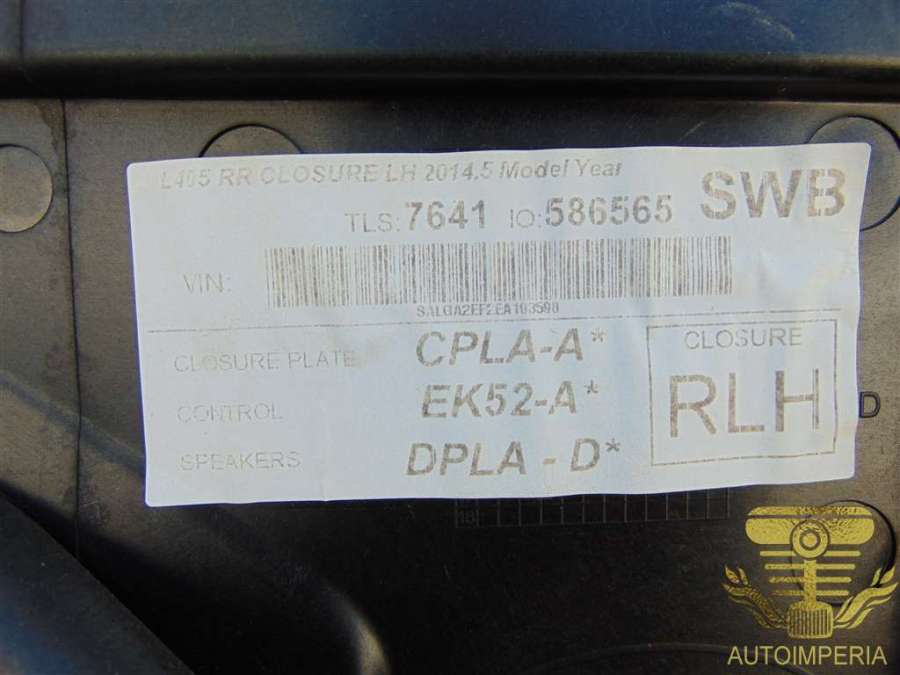 L405 RR CLOSURE LH 2014.5 Model Year
TLS:7641 IO:586565 SWB
VIN:
SALGA2EF2EA193598
CLOSURE PLATE CPLA-A*
CONTROL EK52-A*
SPEAKERS DPLA - D*
CLOSURE
RLH
D
AUTOIMPERIA